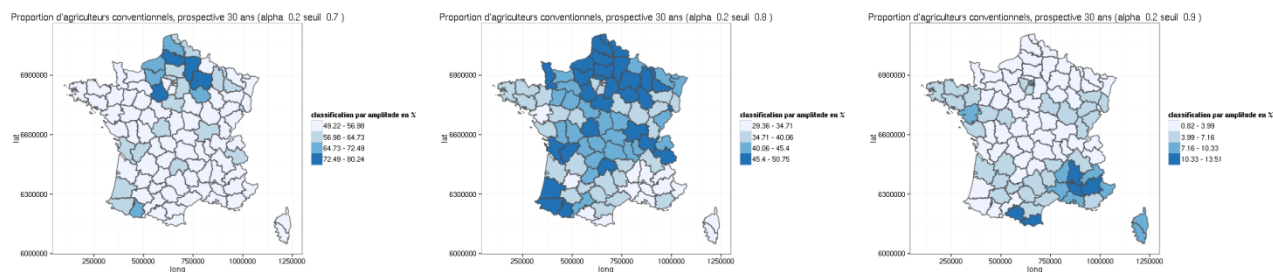 Proportion d'agriculteurs conventionnels, prospective 30 ans (alpha 0.2 seuil 0.7 )
6900000
6600000
6300000
6000000
lat
250000 500000 750000 1000000 1250000
long
classification par amplitude en %
49.22 - 56.98
56.98 - 64.73
64.73 - 72.49
72.49 - 80.24
Proportion d'agriculteurs conventionnels, prospective 30 ans (alpha 0.2 seuil 0.8 )
6900000
6600000
6300000
6000000
lat
250000 500000 750000 1000000 1250000
long
classification par amplitude en %
29.36 - 34.71
34.71 - 40.06
40.06 - 45.4
45.4 - 50.75
Proportion d'agriculteurs conventionnels, prospective 30 ans (alpha 0.2 seuil 0.9 )
6900000
6600000
6300000
6000000
lat
250000 500000 750000 1000000 1250000
long
classification par amplitude en %
0.82 - 3.99
3.99 - 7.16
7.16 - 10.33
10.33 - 13.51